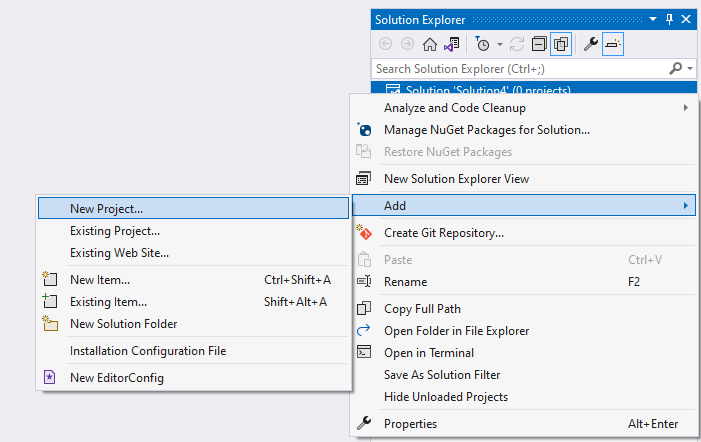 Solution Explorer
Search Solution Explorer (Ctrl+;)
Solution 'Solution4' (0 projects)
Analyze and Code Cleanup
Manage NuGet Packages for Solution...
Restore NuGet Packages
New Solution Explorer View
Add
Create Git Repository...
Paste Ctrl+V
Rename F2
Copy Full Path
Open Folder in File Explorer
Open in Terminal
Save As Solution Filter
Hide Unloaded Projects
Properties Alt+Enter
New Project...
Existing Project...
Existing Web Site...
New Item... Ctrl+Shift+A
Existing Item... Shift+Alt+A
New Solution Folder
Installation Configuration File
New EditorConfig